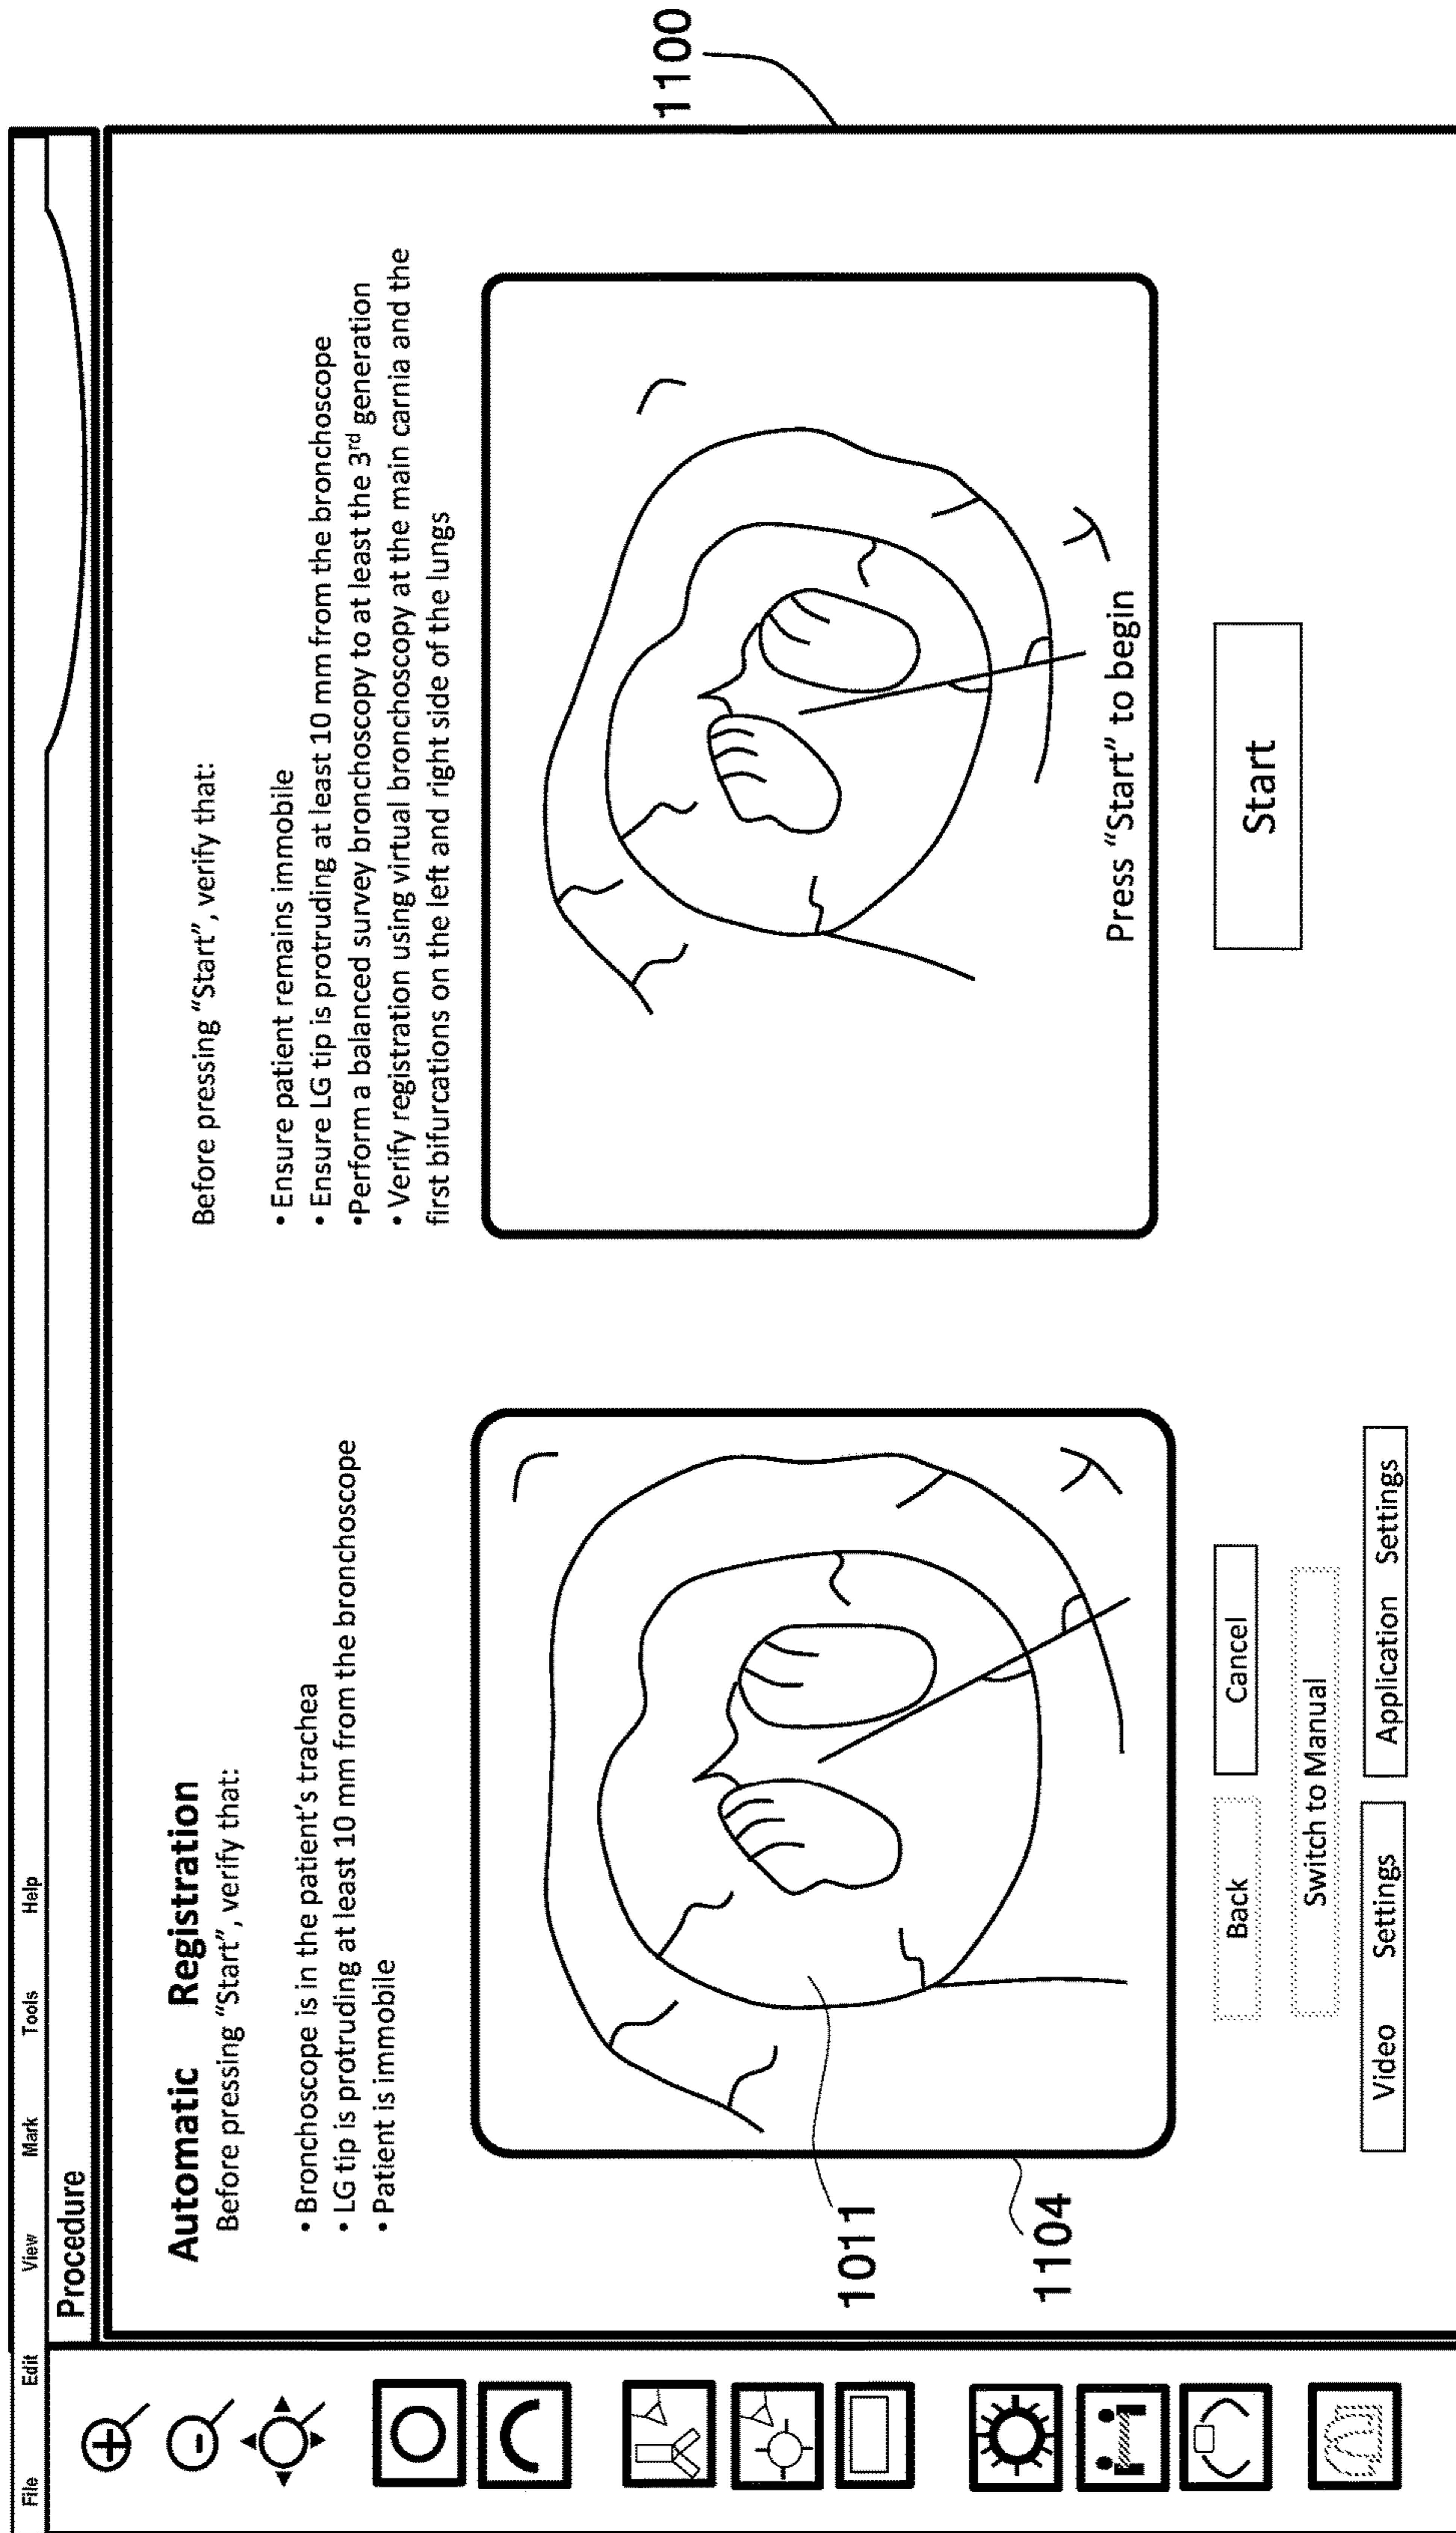 File Edit View Mark Tools Help
Procedure
Automatic Registration
Before pressing "Start", verify that:
• Bronchoscope is in the patient's trachea
• LG tip is protruding at least 10 mm from the bronchoscope
• Patient is immobile
1011
1104
Back Cancel
Switch to Manual
Video Settings Application Settings
Before pressing "Start", verify that:
• Ensure patient remains immobile
• Ensure LG tip is protruding at least 10 mm from the bronchoscope
•Perform a balanced survey bronchoscopy to at least the 3rd generation
• Verify registration using virtual bronchoscopy at the main carnia and the
first bifurcations on the left and right side of the lungs
Press "Start" to begin
Start
1100